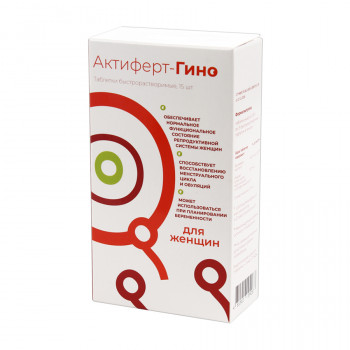 Актиферт-Гино
Таблетки быстрорастворимые, 15 шт
ОБЕСПЕЧИВАЕТ
НОРМАЛЬНОЕ
ФУНКЦИОНАЛЬНОЕ
СОСТОЯНИЕ
РЕПРОДУКТИВНОЙ
СИСТЕМЫ ЖЕНЩИН
СПОСОБСТВУЕТ
ВОССТАНОВЛЕНИЮ
МЕНСТРУАЛЬНОГО
ЦИКЛА
И ОВУЛЯЦИЙ
МОЖЕТ
ИСПОЛЬЗОВАТЬСЯ
ПРИ ПЛАНИРОВАНИИ
БЕРЕМЕННОСТИ
для
женщин